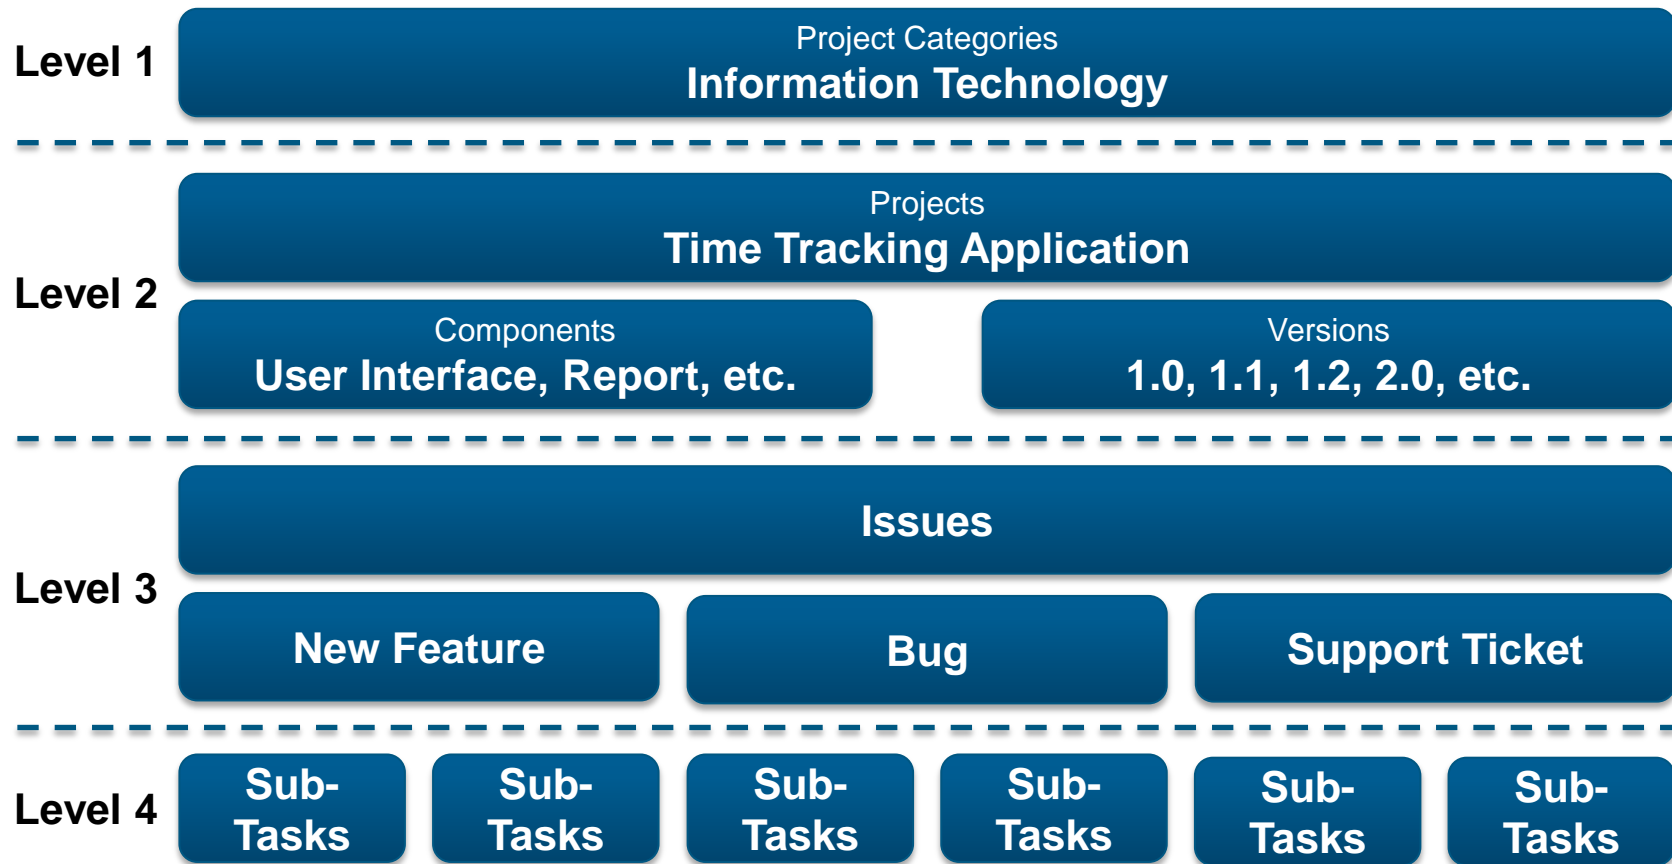 Level 1
Project Categories
Information Technology
Level 2
Projects
Time Tracking Application
Components
User Interface, Report, etc.
Versions
1.0, 1.1, 1.2, 2.0, etc.
Level 3
Issues
New Feature
Bug
Support Ticket
Level 4
Sub-
Tasks
Sub-
Tasks
Sub-
Tasks
Sub-
Tasks
Sub-
Tasks
Sub-
Tasks